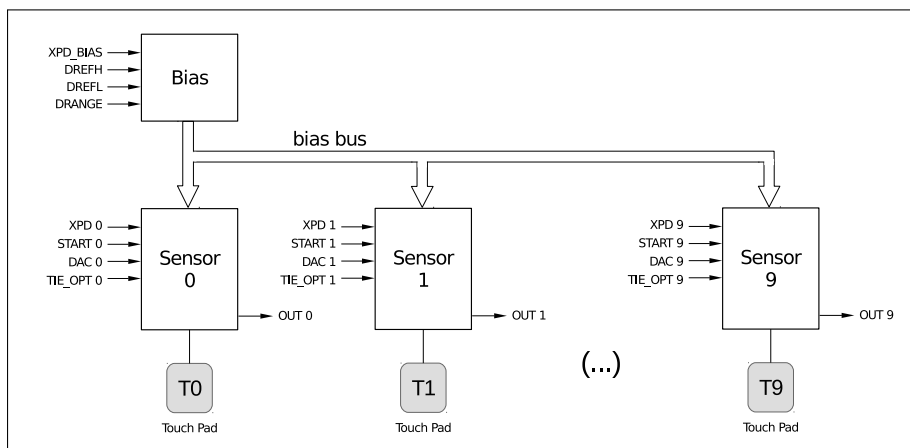 XPD_BIAS
DREFH
DREFL
DRANGE
Bias
bias bus
XPD 0
START 0
DAC 0
TIE_OPT 0
Sensor
0
OUT 0
XPD 1
START 1
DAC 1
TIE_OPT 1
Sensor
1
OUT 1
XPD 9
START 9
DAC 9
TIE_OPT 9
Sensor
9
OUT 9
T0
Touch Pad
T1
Touch Pad
(...)
T9
Touch Pad